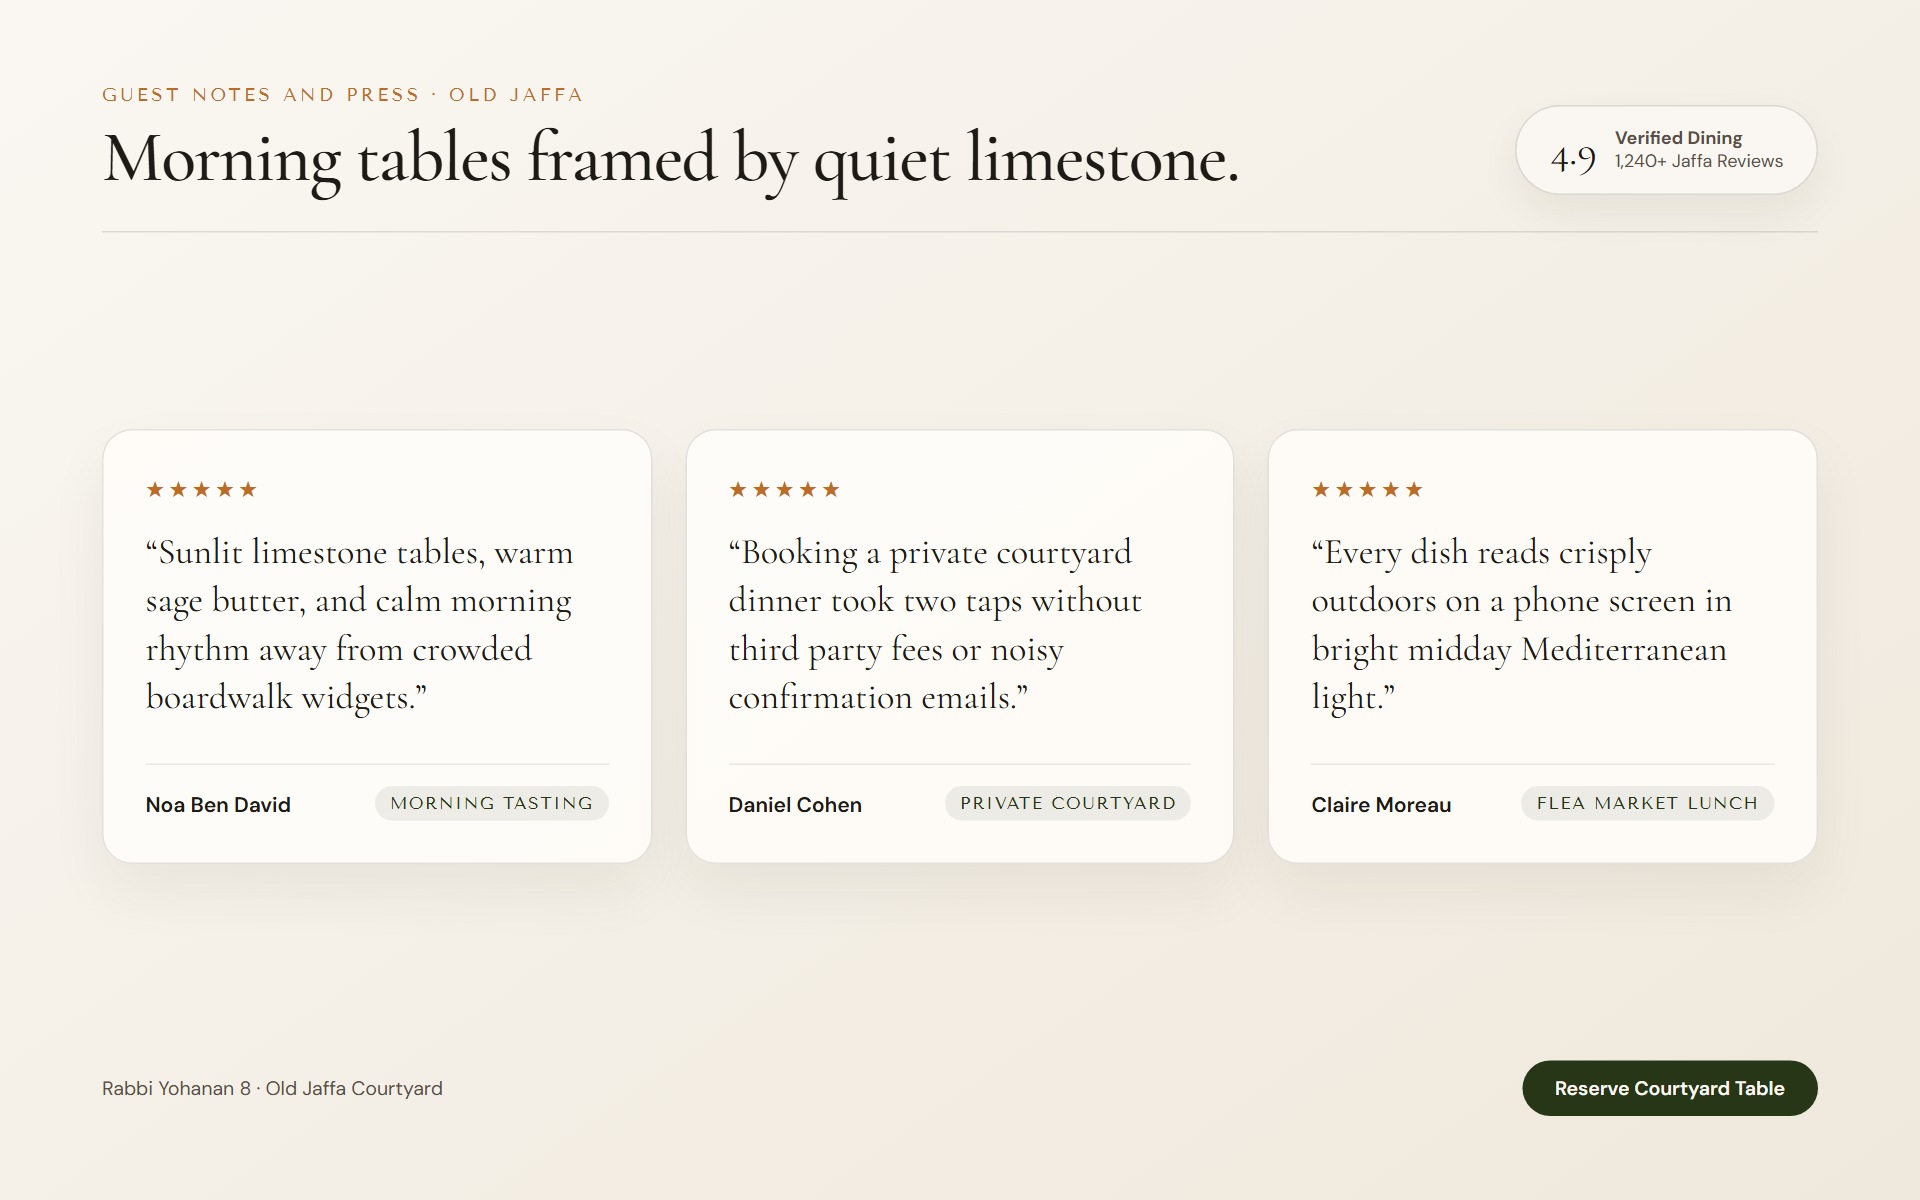 GUEST NOTES AND PRESS · OLD JAFFA
Morning tables framed by quiet limestone.
4.9
Verified Dining
1,240+ Jaffa Reviews
★★★★★
“Sunlit limestone tables, warm
sage butter, and calm morning
rhythm away from crowded
boardwalk widgets.”
Noa Ben David
MORNING TASTING
★★★★★
“Booking a private courtyard
dinner took two taps without
third party fees or noisy
confirmation emails.”
Daniel Cohen
PRIVATE COURTYARD
★★★★★
“Every dish reads crisply
outdoors on a phone screen in
bright midday Mediterranean
light.”
Claire Moreau
FLEA MARKET LUNCH
Rabbi Yohanan 8 · Old Jaffa Courtyard
Reserve Courtyard Table